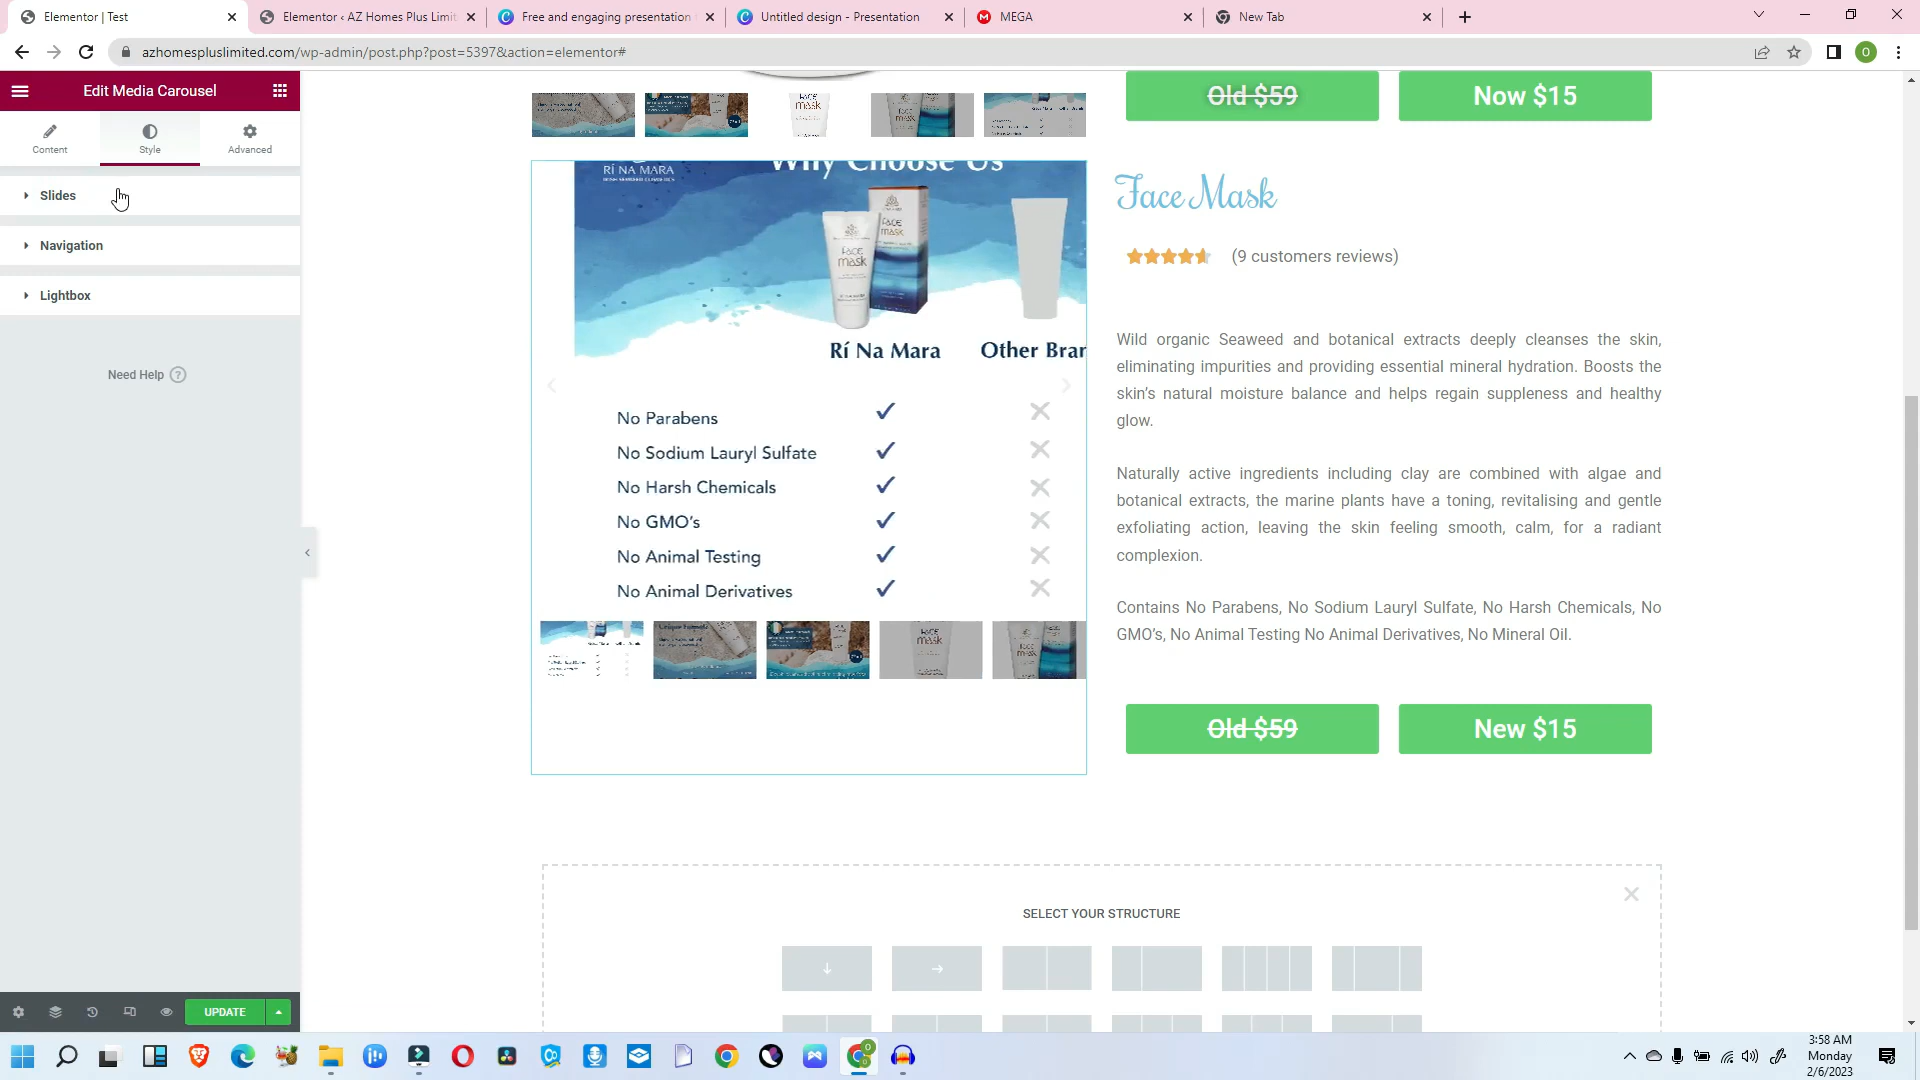 Elementor | Test
Elementor ‹ AZ Homes Plus Limit
Free and engaging presentation
Untitled design - Presentation
MEGA
New Tab
azhomespluslimited.com/wp-admin/post.php?post=5397&action=elementor#
O
Edit Media Carousel
Content
Style
Advanced
Slides
Navigation
Lightbox
Need Help ?
UPDATE
Old $59
Now $15
RÍ NA MARA
Why Choose Us
FACE
mask
Rí Na Mara
Other Bran
No Parabens
No Sodium Lauryl Sulfate
No Harsh Chemicals
No GMO's
No Animal Testing
No Animal Derivatives
Face Mask
(9 customers reviews)
Wild organic Seaweed and botanical extracts deeply cleanses the skin,
eliminating impurities and providing essential mineral hydration. Boosts the
skin's natural moisture balance and helps regain suppleness and healthy
glow.
Naturally active ingredients including clay are combined with algae and
botanical extracts, the marine plants have a toning, revitalising and gentle
exfoliating action, leaving the skin feeling smooth, calm, for a radiant
complexion.
Contains No Parabens, No Sodium Lauryl Sulfate, No Harsh Chemicals, No
GMO's, No Animal Testing No Animal Derivatives, No Mineral Oil.
Old $59
New $15
SELECT YOUR STRUCTURE
3:58 AM
Monday
2/6/2023